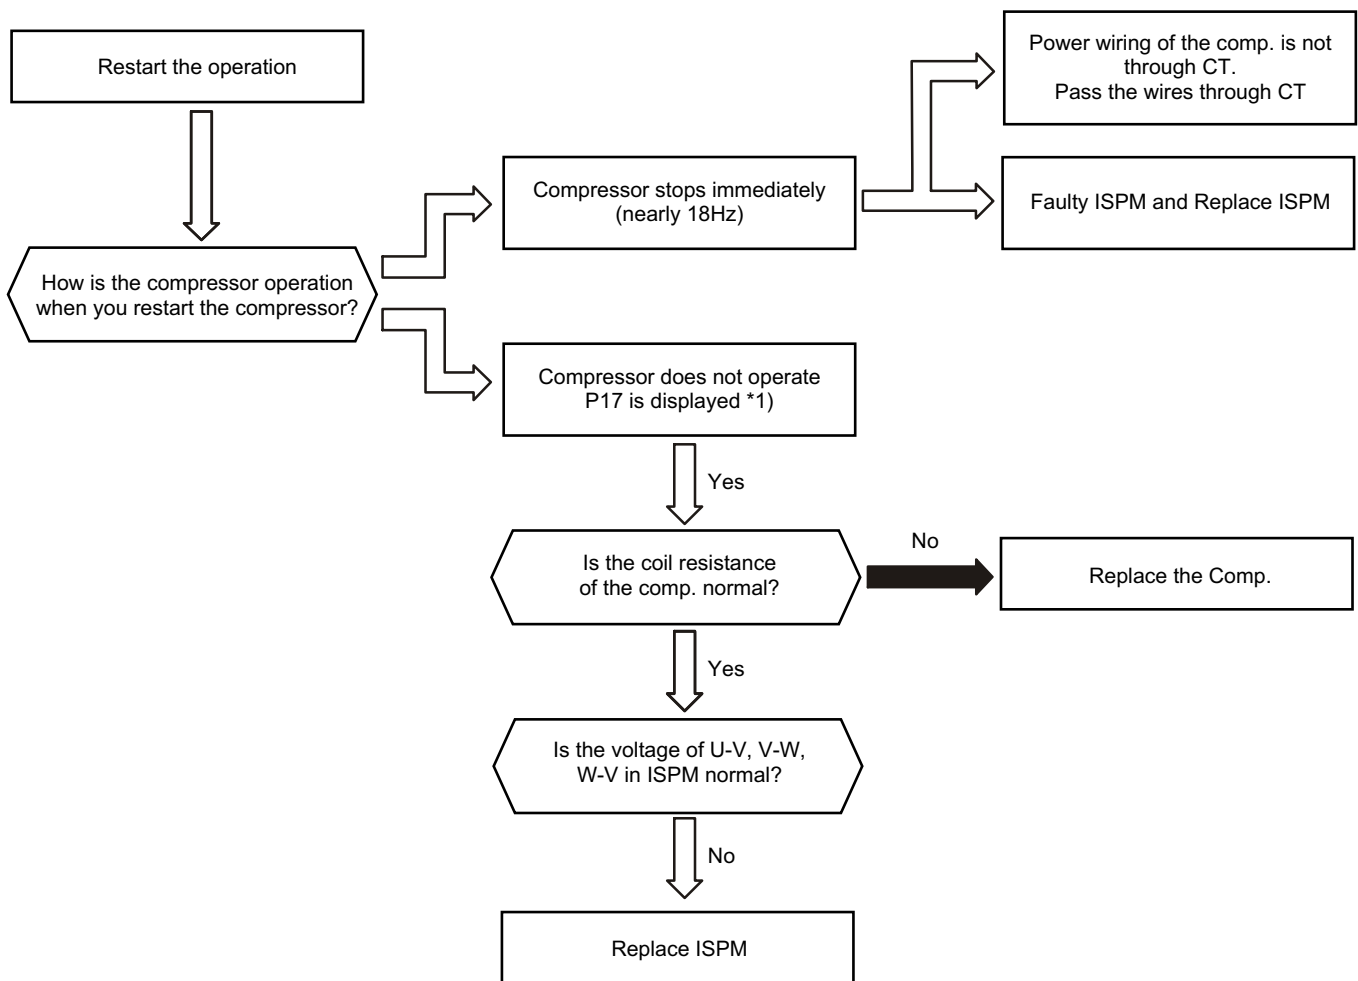 Restart the operation
Power wiring of the comp. is not
through CT.
Pass the wires through CT
Compressor stops immediately
(nearly 18Hz)
Faulty ISPM and Replace ISPM
How is the compressor operation
when you restart the compressor?
Compressor does not operate
P17 is displayed *1)
Yes
Is the coil resistance
of the comp. normal?
No
Replace the Comp.
Yes
Is the voltage of U-V, V-W,
W-V in ISPM normal?
No
Replace ISPM